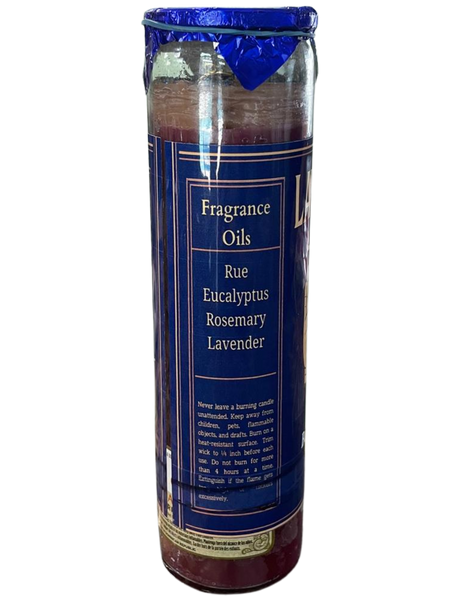 Fragrance
Oils
Rue
Eucalyptus
Rosemary
Lavender
Never leave a burning candle
unattended. Keep away from
children, pets, flammable
objects, and drafts. Burn on a
heat-resistant surface. Trim
wick to ¼ inch before each
use. Do not burn for more
than 4 hours at a time.
Extinguish if the flame gets
excessively.
LA